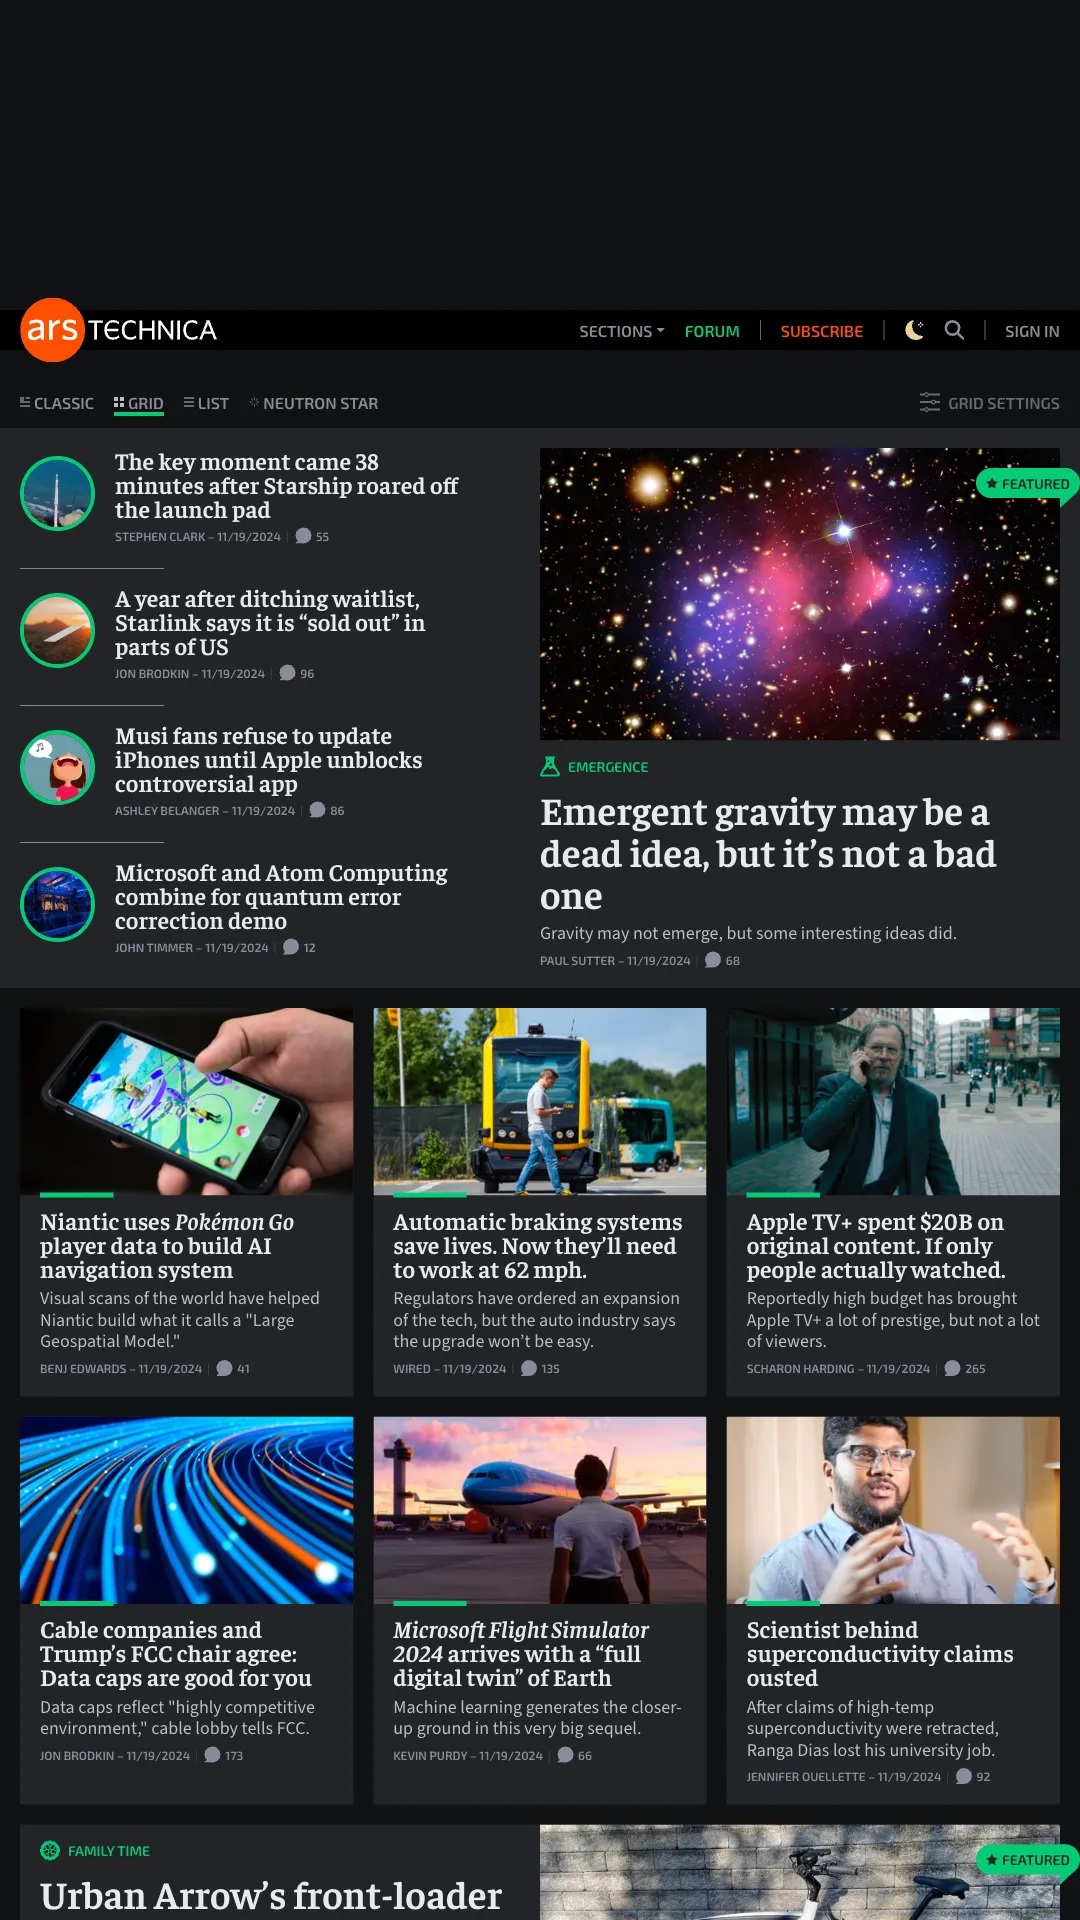 ars TECHNICA
SECTIONS FORUM SUBSCRIBE SIGN IN
CLASSIC GRID LIST NEUTRON STAR GRID SETTINGS
The key moment came 38
minutes after Starship roared off
the launch pad
STEPHEN CLARK – 11/19/2024 | 55
A year after ditching waitlist,
Starlink says it is “sold out” in
parts of US
JON BRODKIN – 11/19/2024 | 96
Musi fans refuse to update
iPhones until Apple unblocks
controversial app
ASHLEY BELANGER – 11/19/2024 | 86
Microsoft and Atom Computing
combine for quantum error
correction demo
JOHN TIMMER – 11/19/2024 | 12
FEATURED
EMERGENCE
Emergent gravity may be a
dead idea, but it’s not a bad
one
Gravity may not emerge, but some interesting ideas did.
PAUL SUTTER – 11/19/2024 | 68
Niantic uses Pokémon Go
player data to build AI
navigation system
Visual scans of the world have helped
Niantic build what it calls a "Large
Geospatial Model."
BENJ EDWARDS – 11/19/2024 | 41
Automatic braking systems
save lives. Now they’ll need
to work at 62 mph.
Regulators have ordered an expansion
of the tech, but the auto industry says
the upgrade won’t be easy.
WIRED – 11/19/2024 | 135
Apple TV+ spent $20B on
original content. If only
people actually watched.
Reportedly high budget has brought
Apple TV+ a lot of prestige, but not a lot
of viewers.
SCHARON HARDING – 11/19/2024 | 265
Cable companies and
Trump’s FCC chair agree:
Data caps are good for you
Data caps reflect "highly competitive
environment," cable lobby tells FCC.
JON BRODKIN – 11/19/2024 | 173
Microsoft Flight Simulator
2024 arrives with a “full
digital twin” of Earth
Machine learning generates the closer-
up ground in this very big sequel.
KEVIN PURDY – 11/19/2024 | 66
Scientist behind
superconductivity claims
ousted
After claims of high-temp
superconductivity were retracted,
Ranga Dias lost his university job.
JENNIFER OUELLETTE – 11/19/2024 | 92
FAMILY TIME
Urban Arrow’s front-loader
FEATURED